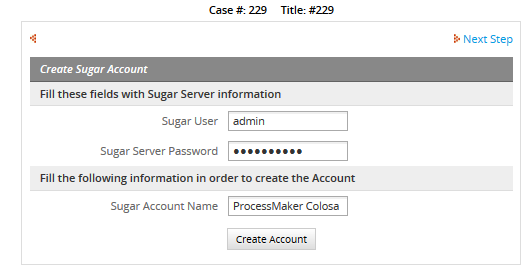 Case #: 229 Title: #229
Next Step
Create Sugar Account
Fill these fields with Sugar Server information
Sugar User admin
Sugar Server Password ●●●●●●●●●●
Fill the following information in order to create the Account
Sugar Account Name ProcessMaker Colosa
Create Account